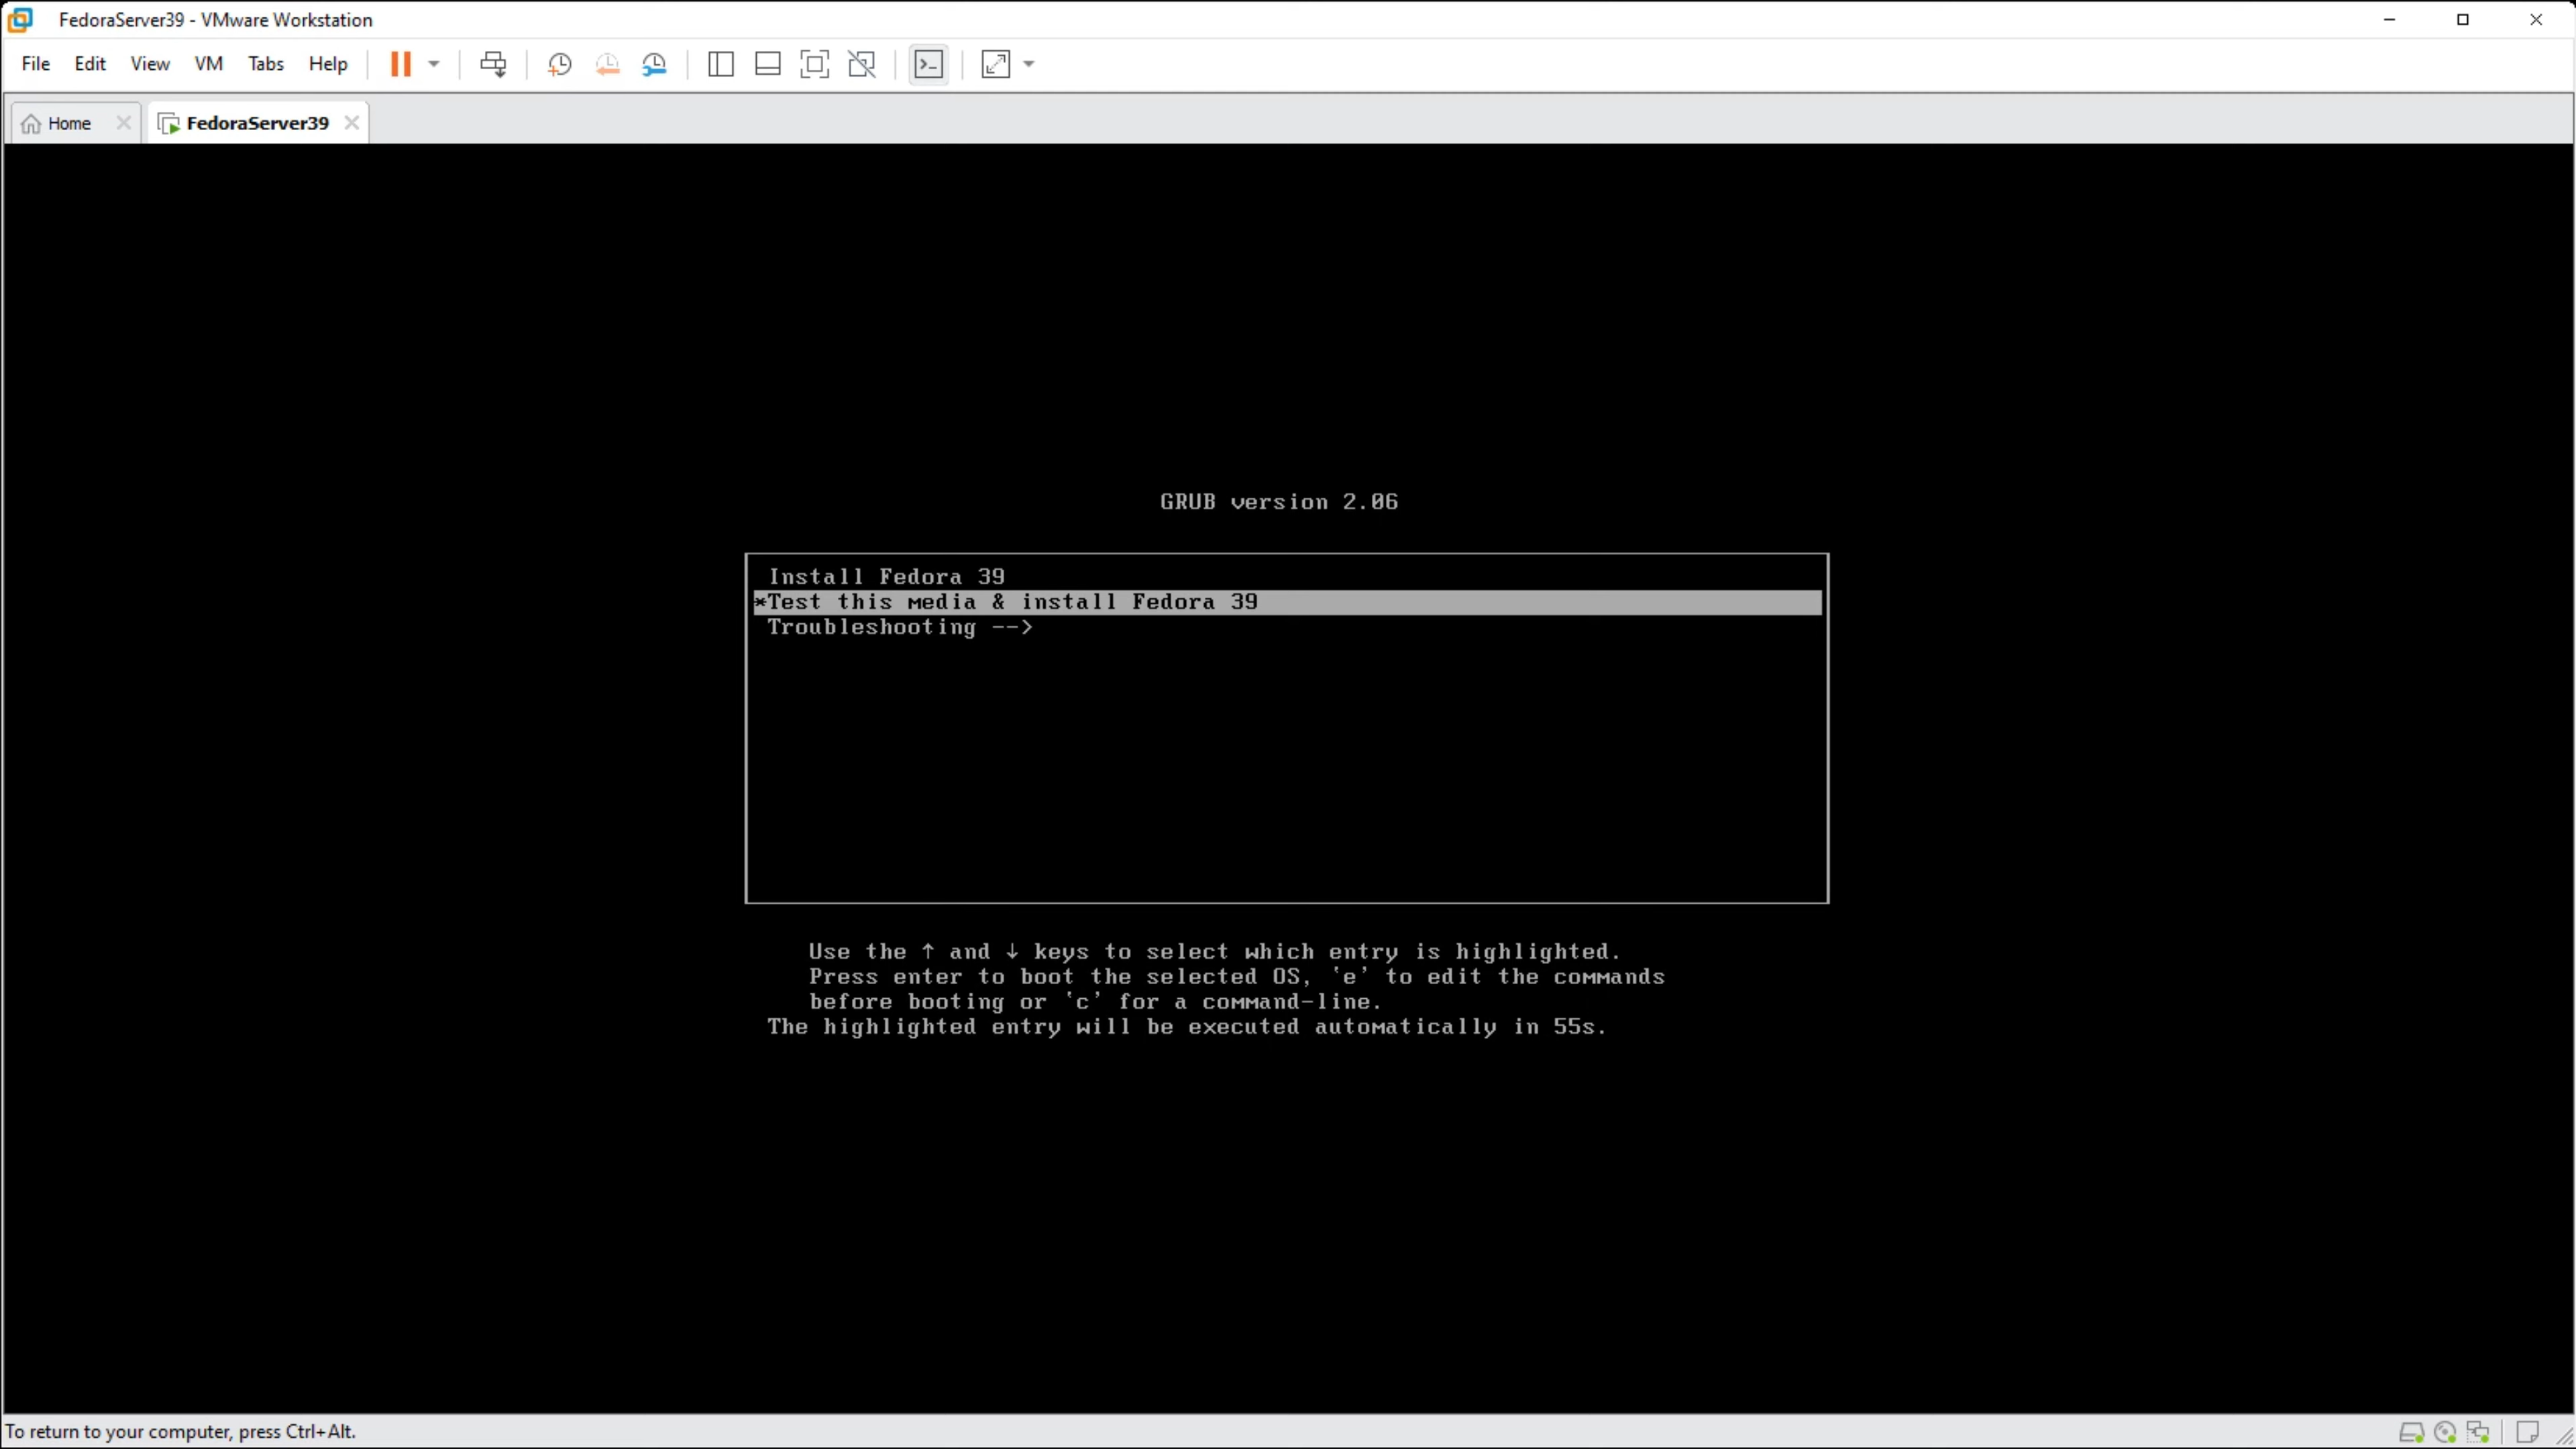 FedoraServer39 - VMware Workstation
File Edit View VM Tabs Help
Home FedoraServer39
GRUB version 2.06
Install Fedora 39
*Test this media & install Fedora 39
Troubleshooting -->
Use the ↑ and ↓ keys to select which entry is highlighted.
Press enter to boot the selected OS, `e' to edit the commands
before booting or `c' for a command-line.
The highlighted entry will be executed automatically in 55s.
To return to your computer, press Ctrl+Alt.